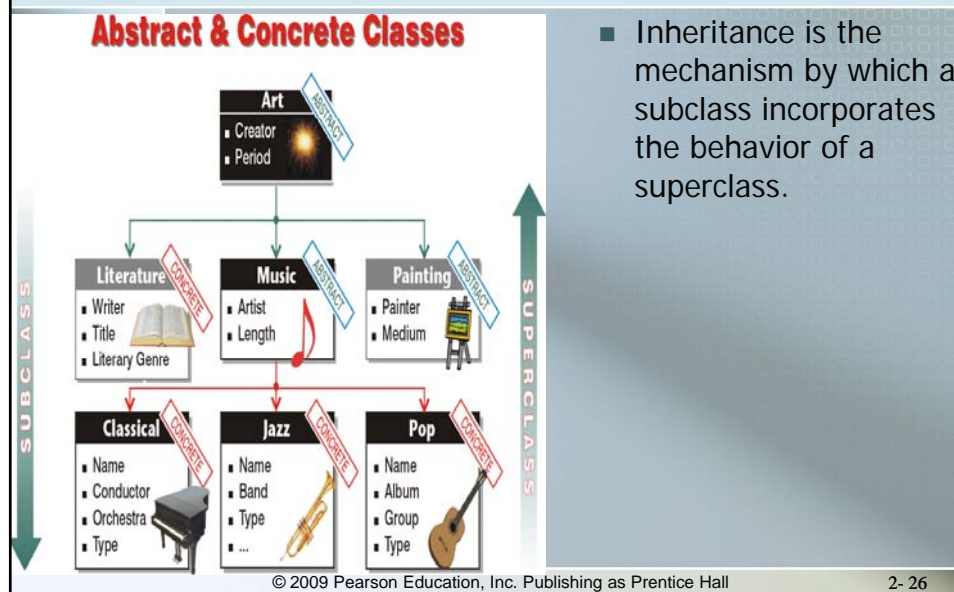 Abstract & Concrete Classes
Art
ABSTRACT
▪ Creator
▪ Period
SUBCLASS
SUPERCLASS
Literature
CONCRETE
▪ Writer
▪ Title
▪ Literary Genre
Music
ABSTRACT
▪ Artist
▪ Length
Painting
ABSTRACT
▪ Painter
▪ Medium
Classical
CONCRETE
▪ Name
▪ Conductor
▪ Orchestra
▪ Type
Jazz
CONCRETE
▪ Name
▪ Band
▪ Type
▪ ...
Pop
CONCRETE
▪ Name
▪ Album
▪ Group
▪ Type
▪ Inheritance is the
mechanism by which a
subclass incorporates
the behavior of a
superclass.
© 2009 Pearson Education, Inc. Publishing as Prentice Hall
2- 26